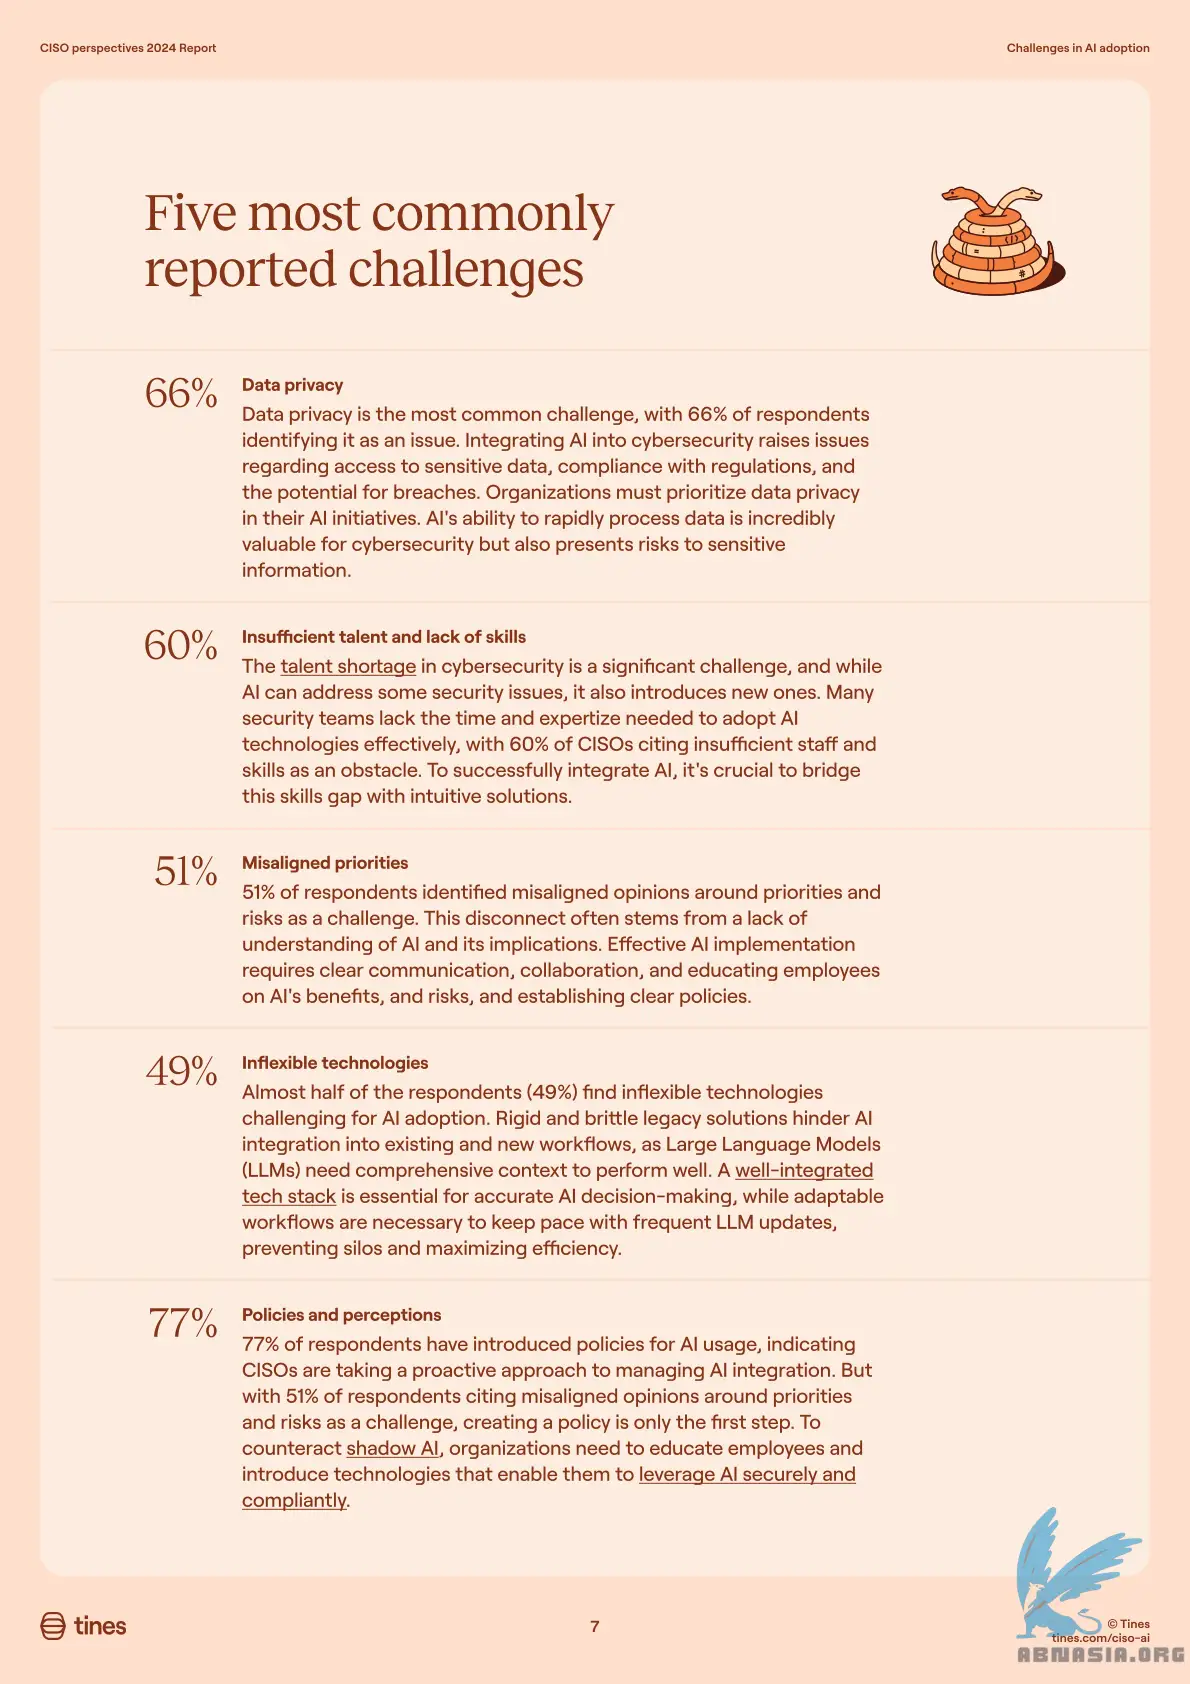 CISO perspectives 2024 Report
Challenges in AI adoption
Five most commonly
reported challenges
66%
Data privacy
Data privacy is the most common challenge, with 66% of respondents
identifying it as an issue. Integrating AI into cybersecurity raises issues
regarding access to sensitive data, compliance with regulations, and
the potential for breaches. Organizations must prioritize data privacy
in their AI initiatives. AI's ability to rapidly process data is incredibly
valuable for cybersecurity but also presents risks to sensitive
information.
60%
Insufficient talent and lack of skills
The talent shortage in cybersecurity is a significant challenge, and while
AI can address some security issues, it also introduces new ones. Many
security teams lack the time and expertize needed to adopt AI
technologies effectively, with 60% of CISOs citing insufficient staff and
skills as an obstacle. To successfully integrate AI, it's crucial to bridge
this skills gap with intuitive solutions.
51%
Misaligned priorities
51% of respondents identified misaligned opinions around priorities and
risks as a challenge. This disconnect often stems from a lack of
understanding of AI and its implications. Effective AI implementation
requires clear communication, collaboration, and educating employees
on AI's benefits, and risks, and establishing clear policies.
49%
Inflexible technologies
Almost half of the respondents (49%) find inflexible technologies
challenging for AI adoption. Rigid and brittle legacy solutions hinder AI
integration into existing and new workflows, as Large Language Models
(LLMs) need comprehensive context to perform well. A well-integrated
tech stack is essential for accurate AI decision-making, while adaptable
workflows are necessary to keep pace with frequent LLM updates,
preventing silos and maximizing efficiency.
77%
Policies and perceptions
77% of respondents have introduced policies for AI usage, indicating
CISOs are taking a proactive approach to managing AI integration. But
with 51% of respondents citing misaligned opinions around priorities
and risks as a challenge, creating a policy is only the first step. To
counteract shadow AI, organizations need to educate employees and
introduce technologies that enable them to leverage AI securely and
compliantly.
tines
7
© Tines
tines.com/ciso-ai
ABNASIA.ORG